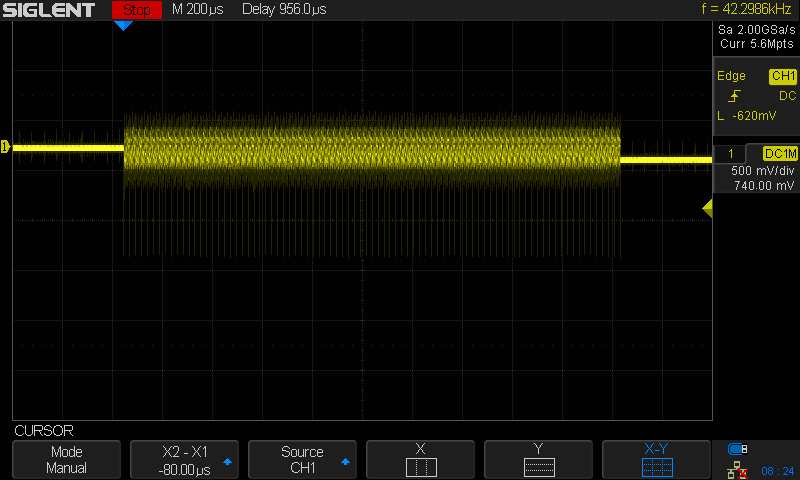 SIGLENT Stop M 200µs Delay 956.0µs f = 42.2986kHz
Sa 2.00GSa/s
Curr 5.6Mpts
Edge CH1
DC
L -620mV
1 DC1M
500 mV/div
740.00 mV
1
CURSOR
Mode
Manual
X2 - X1
-80.00µs
Source
CH1
X
Y
X-Y
08 : 24